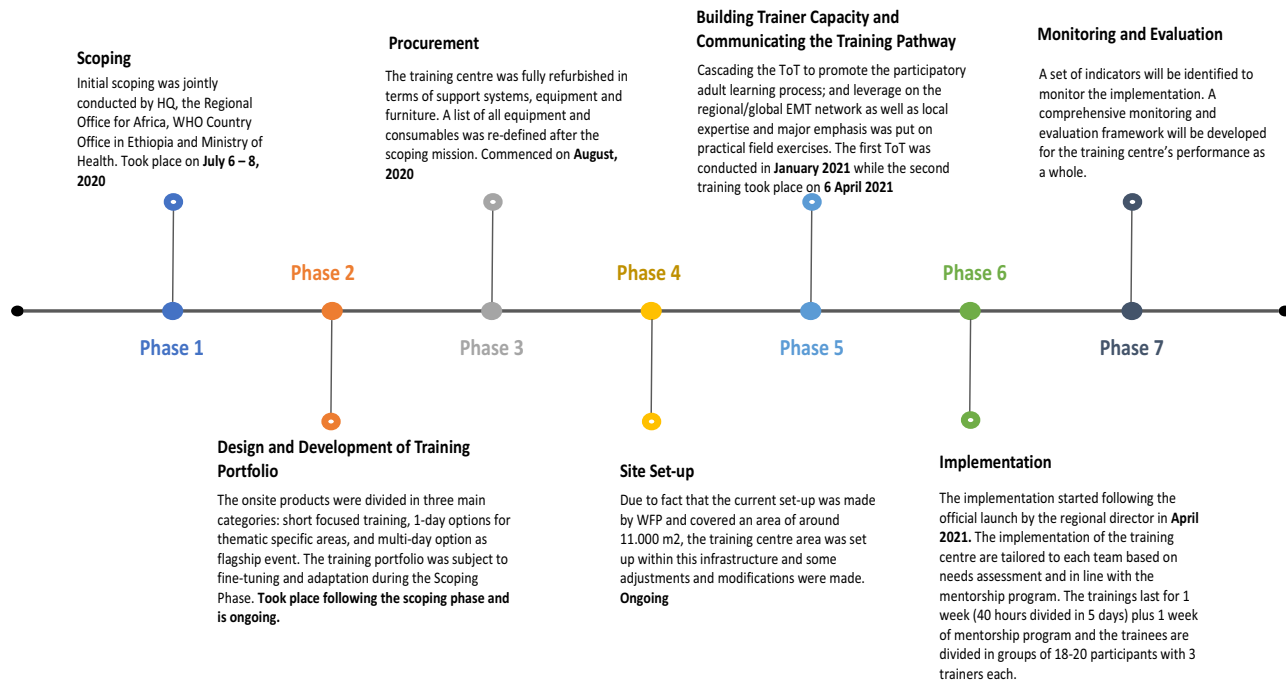 Scoping
Initial scoping was jointly
conducted by HQ, the Regional
Office for Africa, WHO Country
Office in Ethiopia and Ministry of
Health. Took place on July 6 – 8,
2020
Phase 1
Phase 2
Design and Development of Training
Portfolio
The onsite products were divided in three main
categories: short focused training, 1-day options for
thematic specific areas, and multi-day option as
flagship event. The training portfolio was subject to
fine-tuning and adaptation during the Scoping
Phase. Took place following the scoping phase and
is ongoing.
Procurement
The training centre was fully refurbished in
terms of support systems, equipment and
furniture. A list of all equipment and
consumables was re-defined after the
scoping mission. Commenced on August,
2020
Phase 3
Phase 4
Site Set-up
Due to fact that the current set-up was made
by WFP and covered an area of around
11.000 m2, the training centre area was set
up within this infrastructure and some
adjustments and modifications were made.
Ongoing
Building Trainer Capacity and
Communicating the Training Pathway
Cascading the ToT to promote the participatory
adult learning process; and leverage on the
regional/global EMT network as well as local
expertise and major emphasis was put on
practical field exercises. The first ToT was
conducted in January 2021 while the second
training took place on 6 April 2021
Phase 5
Phase 6
Implementation
The implementation started following the
official launch by the regional director in April
2021. The implementation of the training
centre are tailored to each team based on
needs assessment and in line with the
mentorship program. The trainings last for 1
week (40 hours divided in 5 days) plus 1 week
of mentorship program and the trainees are
divided in groups of 18-20 participants with 3
trainers each.
Monitoring and Evaluation
A set of indicators will be identified to
monitor the implementation. A
comprehensive monitoring and
evaluation framework will be developed
for the training centre's performance as
a whole.
Phase 7